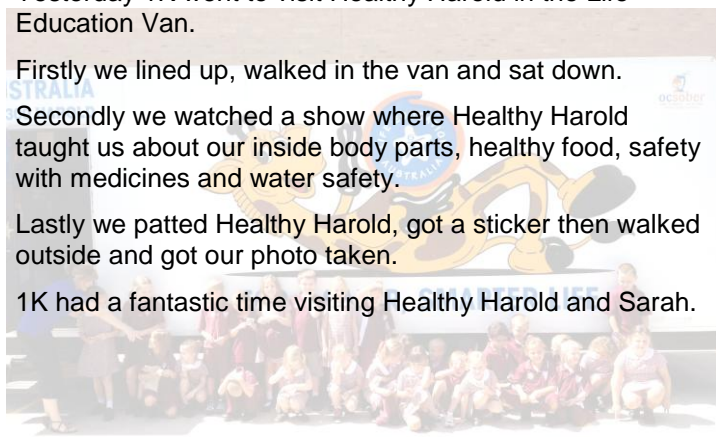 Yesterday 1K went to visit Healthy Harold in the Life
Education Van.
Firstly we lined up, walked in the van and sat down.
STRALIA
ocsober
Secondly we watched a show where Healthy Harold
taught us about our inside body parts, healthy food, safety
with medicines and water safety.
AUSTRALIA
Lastly we patted Healthy Harold, got a sticker then walked
outside and got our photo taken.
1K had a fantastic time visiting Healthy Harold and Sarah.